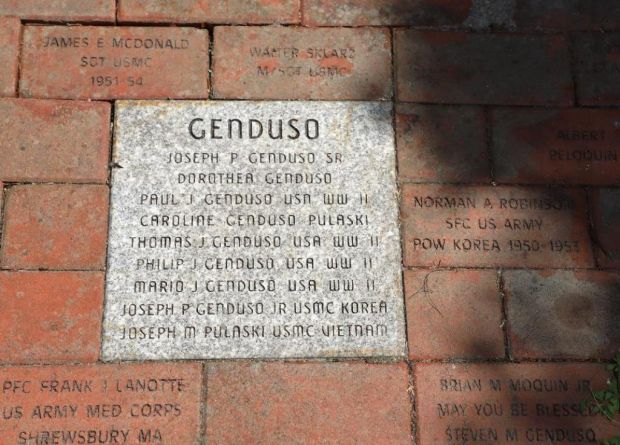 JAMES E MCDONALD
SGT USMC
1951-54
WALTER SKLARZ
M/SGT USMC
GENDUSO
JOSEPH P GENDUSO SR
DOROTHEA GENDUSO
PAUL J GENDUSO USN WW II
CAROLINE GENDUSO PULASKI
THOMAS J GENDUSO USA WW II
PHILIP J GENDUSO USA WW II
MARIO J GENDUSO USA WW II
JOSEPH P GENDUSO JR USMC KOREA
JOSEPH M PULASKI USMC VIETNAM
ALBERT
PELOQUIN
NORMAN A ROBINSON
SFC US ARMY
POW KOREA 1950-1953
PFC FRANK J LANOTTE
US ARMY MED CORPS
SHREWSBURY MA
BRIAN M MOQUIN JR
MAY YOU BE BLESSED
STEVEN M GENDUSO